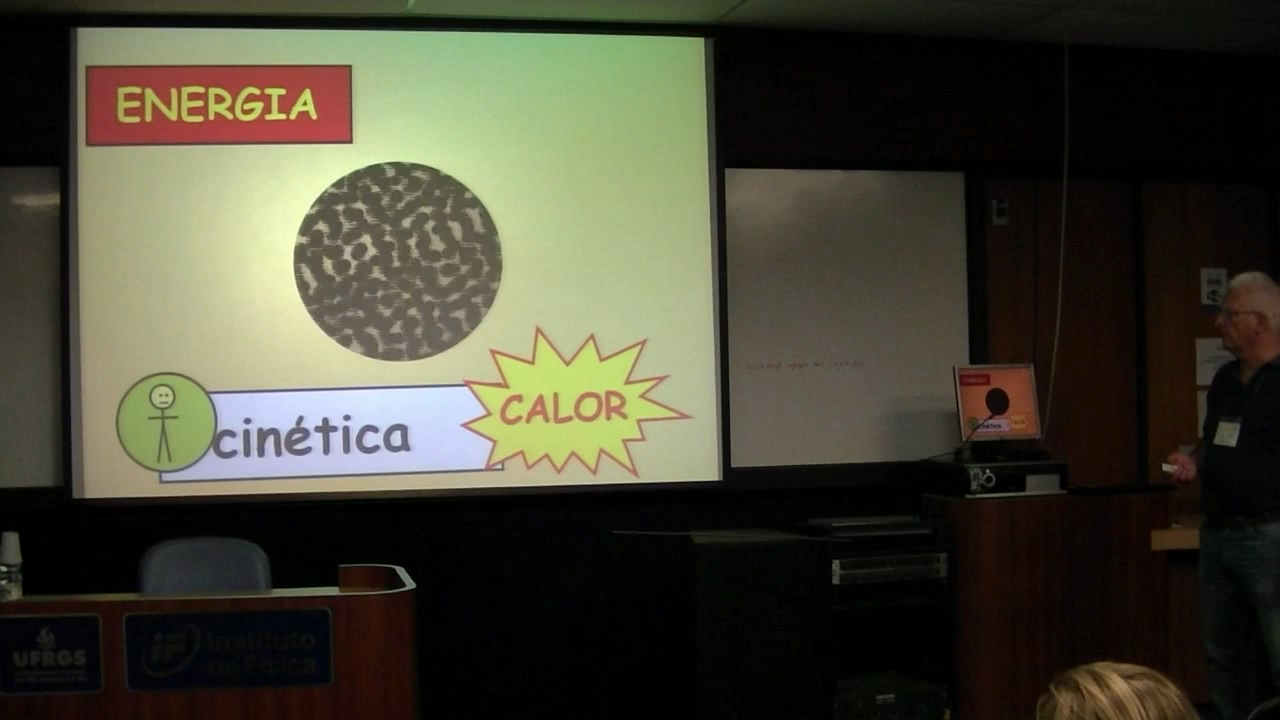 ENERGIA
cinética
CALOR
UFRGS
Instituto
de Física